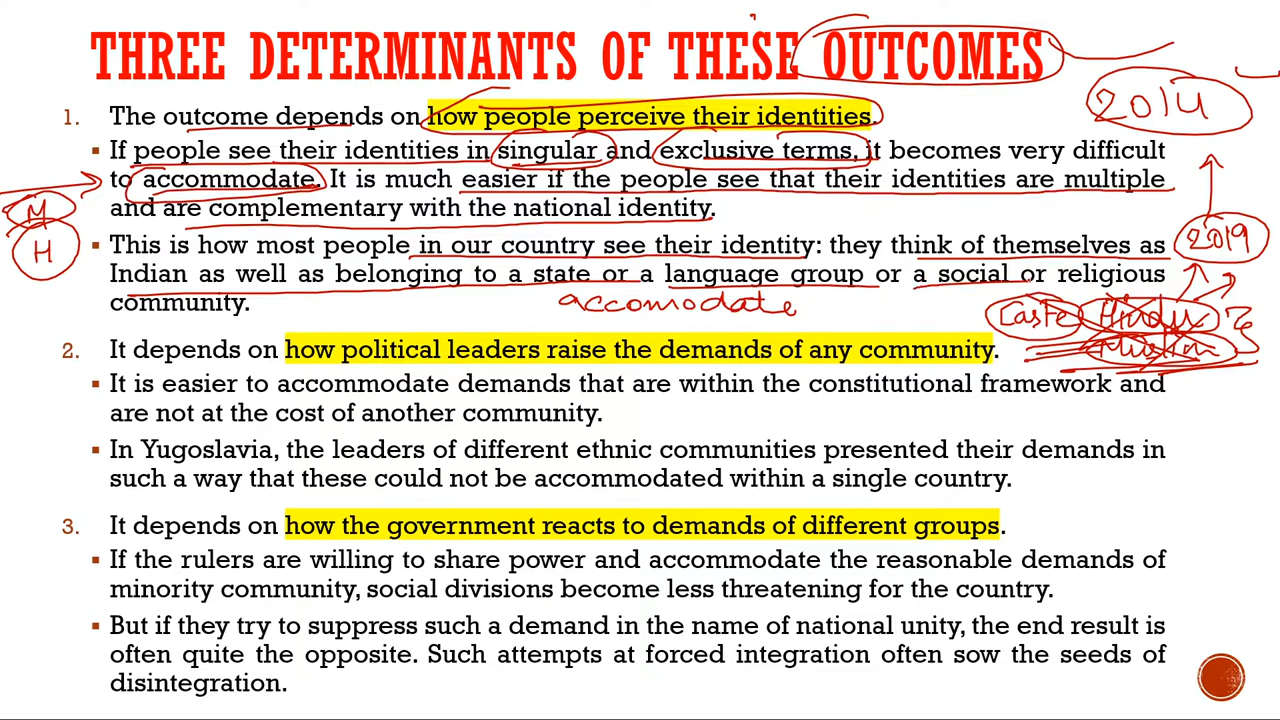 THREE DETERMINANTS OF THESE OUTCOMES
2014
1. The outcome depends on how people perceive their identities.
▪ If people see their identities in singular and exclusive terms, it becomes very difficult
to accommodate. It is much easier if the people see that their identities are multiple
and are complementary with the national identity.
M
H
2019
▪ This is how most people in our country see their identity: they think of themselves as
Indian as well as belonging to a state or a language group or a social or religious
community.
accomodate
Caste Hindu
Muslim
2. It depends on how political leaders raise the demands of any community.
▪ It is easier to accommodate demands that are within the constitutional framework and
are not at the cost of another community.
▪ In Yugoslavia, the leaders of different ethnic communities presented their demands in
such a way that these could not be accommodated within a single country.
3. It depends on how the government reacts to demands of different groups.
▪ If the rulers are willing to share power and accommodate the reasonable demands of
minority community, social divisions become less threatening for the country.
▪ But if they try to suppress such a demand in the name of national unity, the end result is
often quite the opposite. Such attempts at forced integration often sow the seeds of
disintegration.